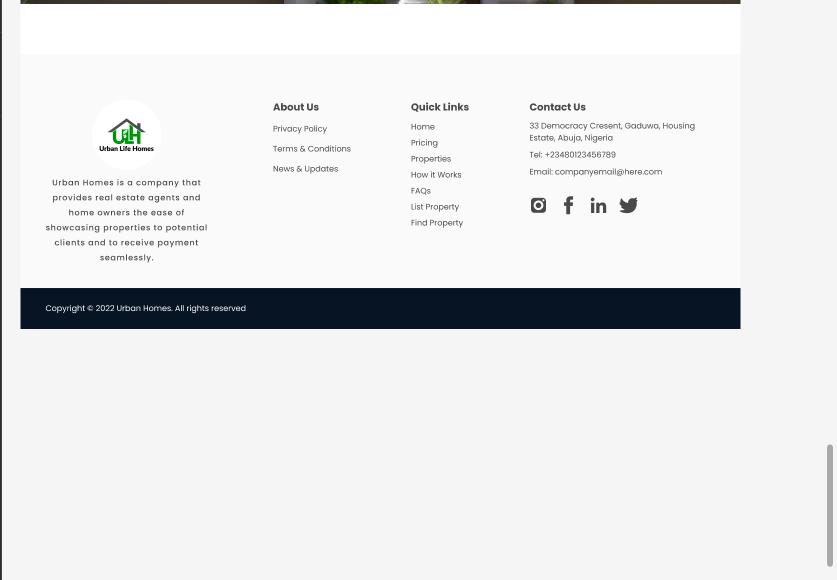 ULH
Urban Life Homes
Urban Homes is a company that
provides real estate agents and
home owners the ease of
showcasing properties to potential
clients and to receive payment
seamlessly.
About Us
Privacy Policy
Terms & Conditions
News & Updates
Quick Links
Home
Pricing
Properties
How it Works
FAQs
List Property
Find Property
Contact Us
33 Democracy Cresent, Gaduwa, Housing
Estate, Abuja, Nigeria
Tel: +23480123456789
Email: companyemail@here.com
Copyright © 2022 Urban Homes. All rights reserved